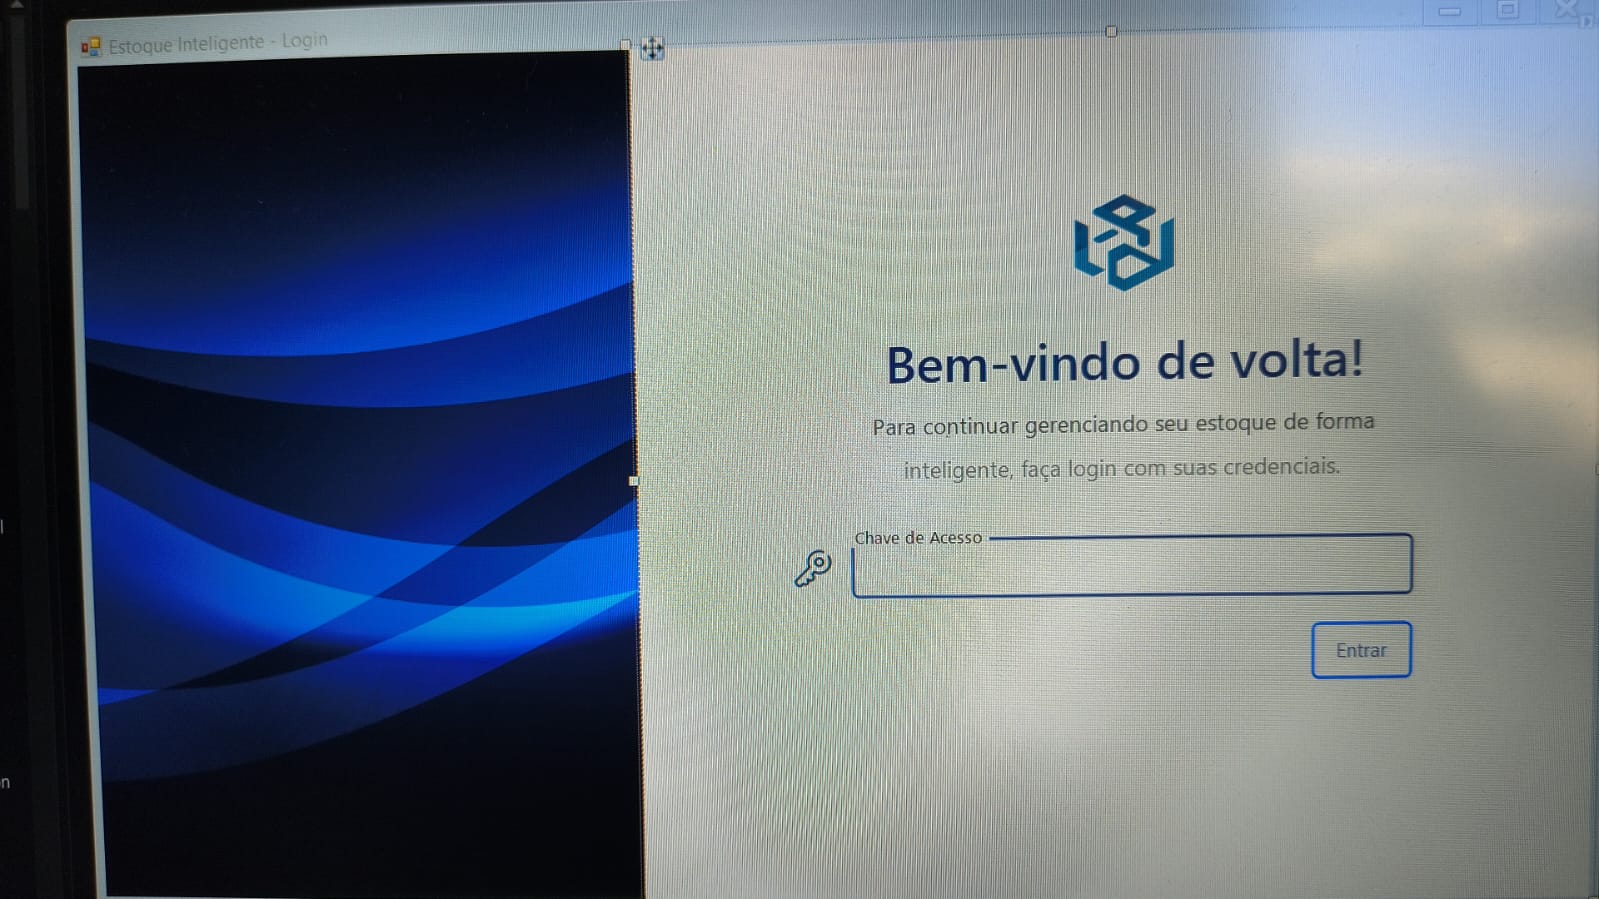 Estoque Inteligente - Login
Bem-vindo de volta!
Para continuar gerenciando seu estoque de forma
inteligente, faça login com suas credenciais.
Chave de Acesso
Entrar